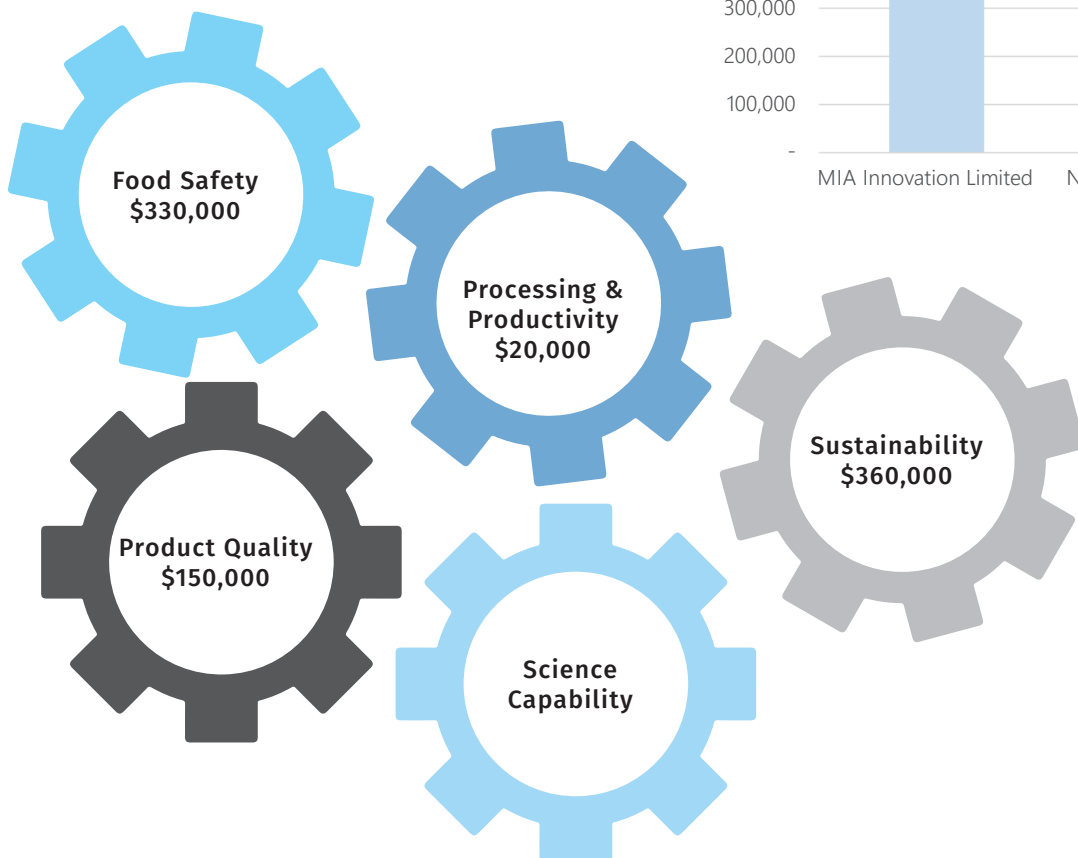 300,000
200,000
100,000
-
MIA Innovation Limited
Food Safety
$330,000
Processing &
Productivity
$20,000
Sustainability
$360,000
Product Quality
$150,000
Science
Capability